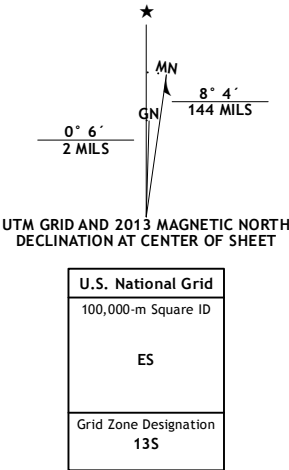 ★
MN
GN
8° 4´
144 MILS
0° 6´
2 MILS
UTM GRID AND 2013 MAGNETIC NORTH
DECLINATION AT CENTER OF SHEET
U.S. National Grid
100,000-m Square ID
ES
Grid Zone Designation
13S